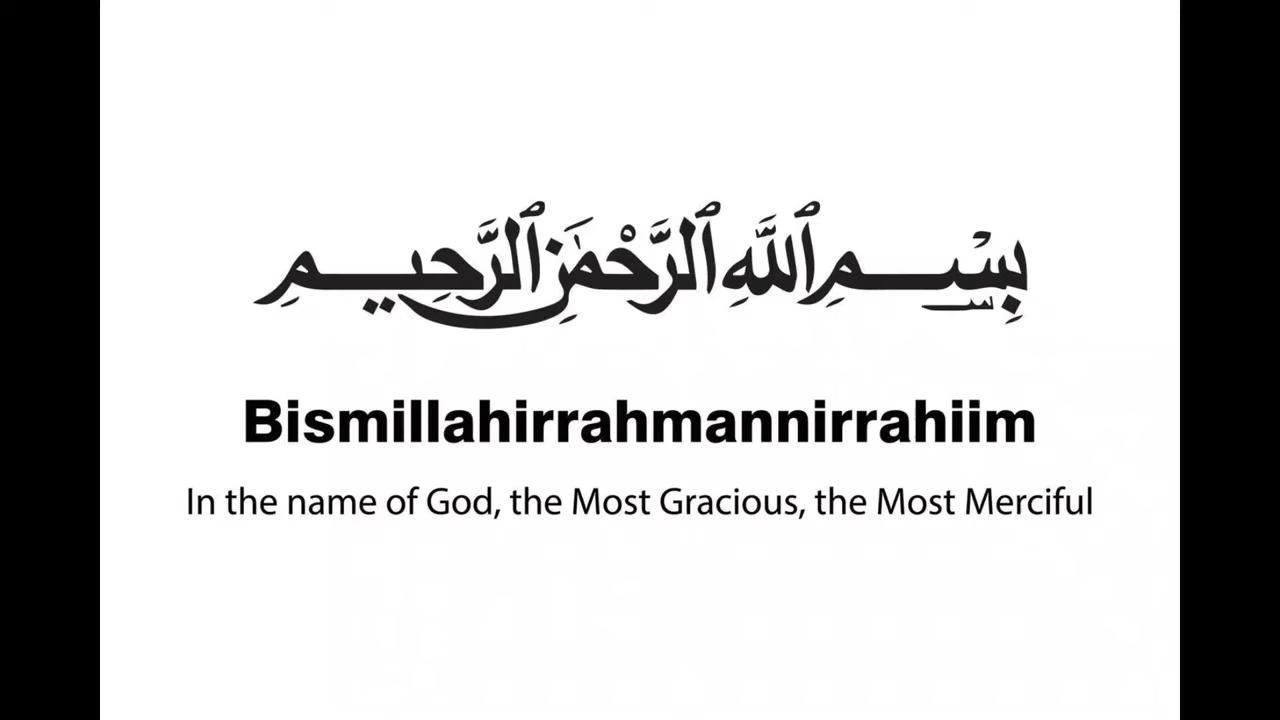 بِسْمِ ٱللَّهِ ٱلرَّحْمَٰنِ ٱلرَّحِيمِ
Bismillahirrahmannirrahiim
In the name of God, the Most Gracious, the Most Merciful